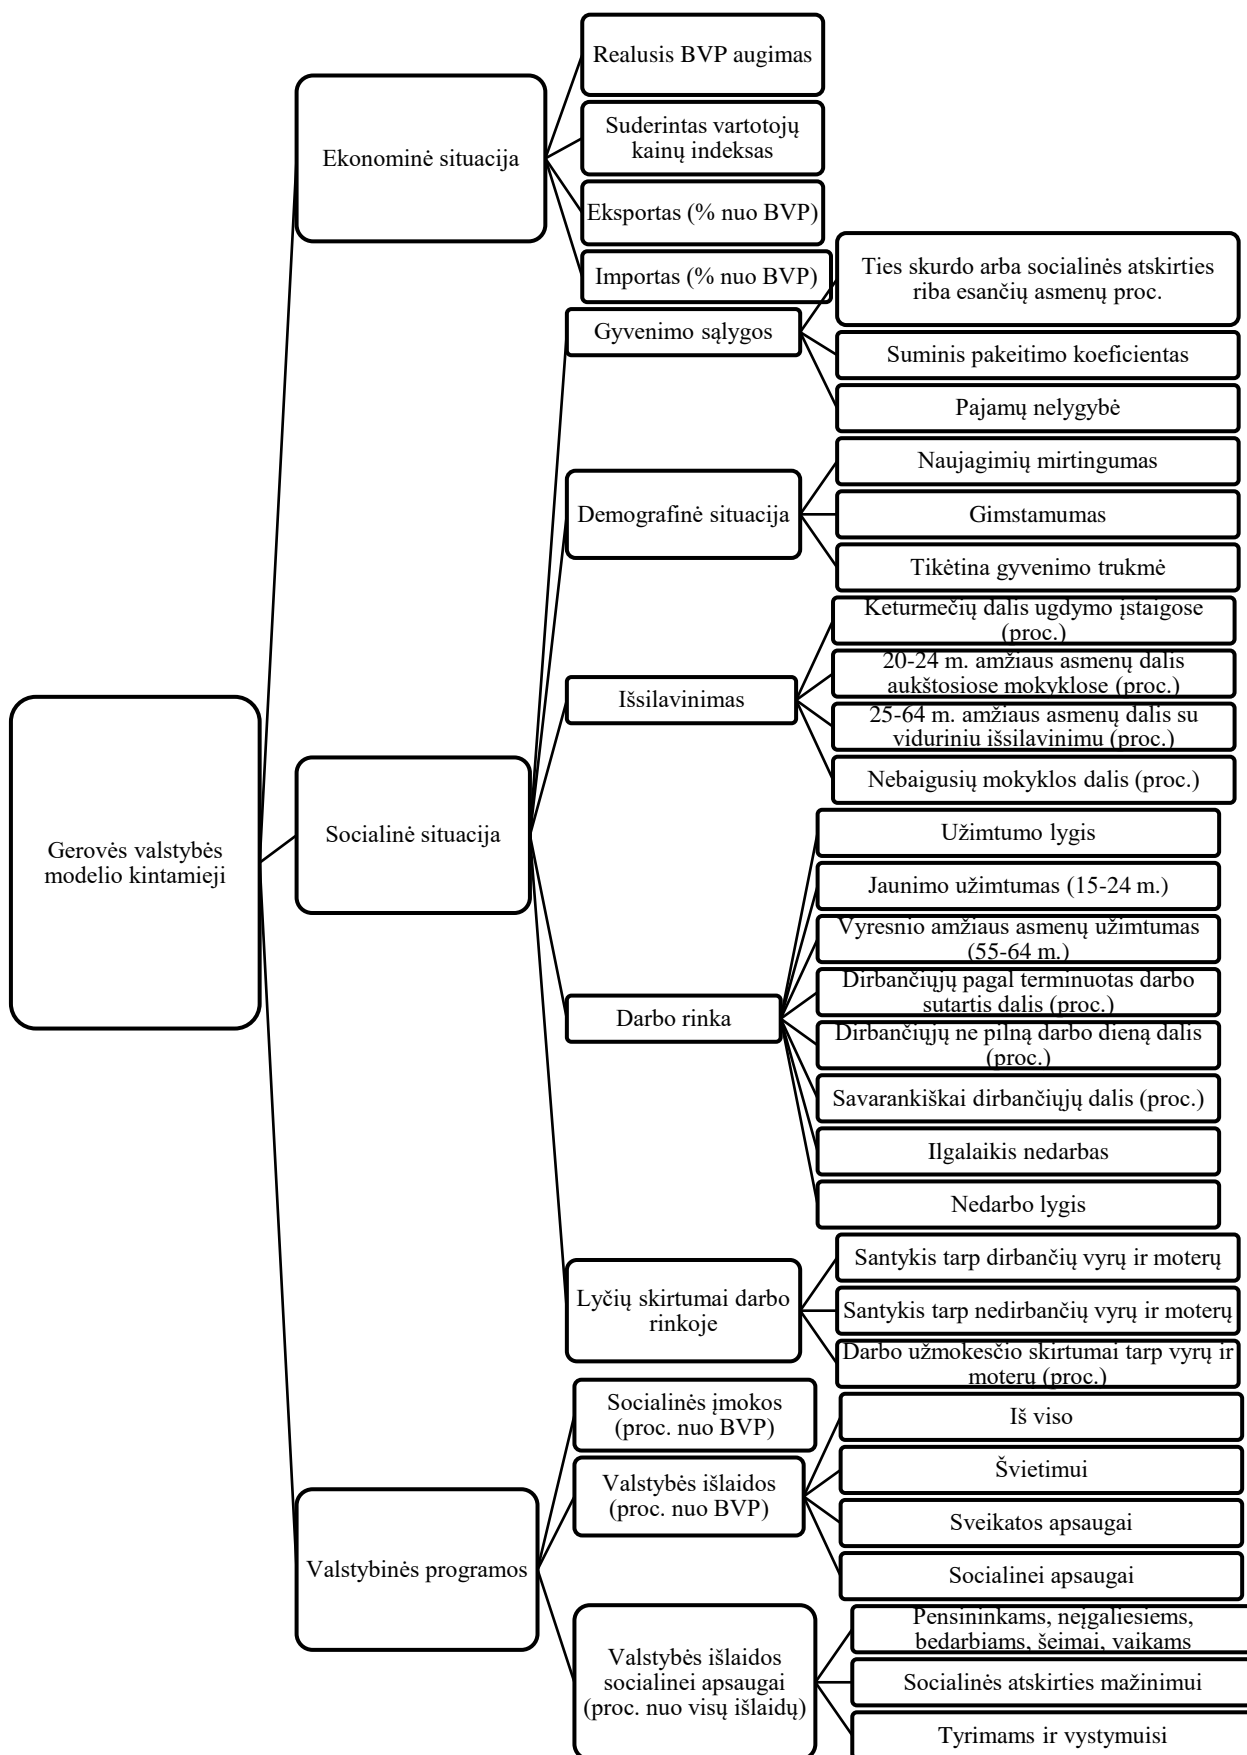 Gerovės valstybės
modelio kintamieji
Ekonominė situacija
Realusis BVP augimas
Suderintas vartotojų
kainų indeksas
Eksportas (% nuo BVP)
Importas (% nuo BVP)
Socialinė situacija
Gyvenimo sąlygos
Ties skurdo arba socialinės atskirties
riba esančių asmenų proc.
Suminis pakeitimo koeficientas
Pajamų nelygybė
Demografinė situacija
Naujagimių mirtingumas
Gimstamumas
Tikėtina gyvenimo trukmė
Išsilavinimas
Keturmečių dalis ugdymo įstaigose
(proc.)
20-24 m. amžiaus asmenų dalis
aukštosiose mokyklose (proc.)
25-64 m. amžiaus asmenų dalis su
viduriniu išsilavinimu (proc.)
Nebaigusių mokyklos dalis (proc.)
Darbo rinka
Užimtumo lygis
Jaunimo užimtumas (15-24 m.)
Vyresnio amžiaus asmenų užimtumas
(55-64 m.)
Dirbančiųjų pagal terminuotas darbo
sutartis dalis (proc.)
Dirbančiųjų ne pilną darbo dieną dalis
(proc.)
Savarankiškai dirbančiųjų dalis (proc.)
Ilgalaikis nedarbas
Nedarbo lygis
Lyčių skirtumai darbo
rinkoje
Santykis tarp dirbančių vyrų ir moterų
Santykis tarp nedirbančių vyrų ir moterų
Darbo užmokesčio skirtumai tarp vyrų ir
moterų (proc.)
Valstybinės programos
Socialinės įmokos
(proc. nuo BVP)
Valstybės išlaidos
(proc. nuo BVP)
Iš viso
Švietimui
Sveikatos apsaugai
Socialinei apsaugai
Valstybės išlaidos
socialinei apsaugai
(proc. nuo visų išlaidų)
Pensininkams, neįgaliesiems,
bedarbiams, šeimai, vaikams
Socialinės atskirties mažinimui
Tyrimams ir vystymuisi